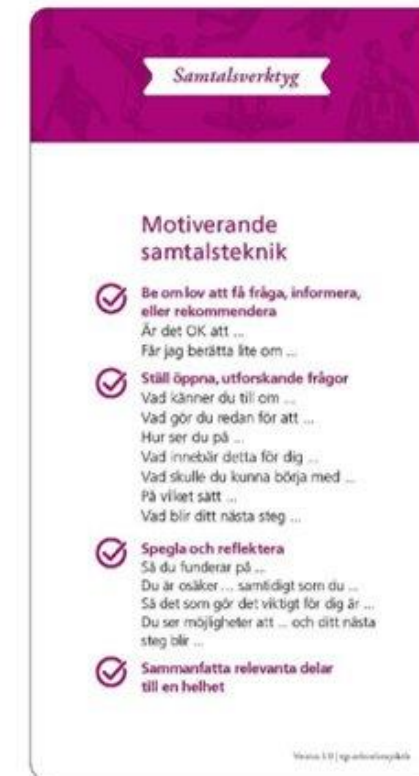 Samtalsverktyg
Motiverande
samtalsteknik
Be om lov att få fråga, informera,
eller rekommendera
Är det OK att ...
Får jag berätta lite om ...
Ställ öppna, utforskande frågor
Vad känner du till om ...
Vad gör du redan för att ...
Hur ser du på ...
Vad innebär detta för dig ...
Vad skulle du kunna börja med ...
På vilket sätt ...
Vad blir ditt nästa steg ...
Spegla och reflektera
Så du funderar på ...
Du är osäker ... samtidigt som du ...
Så det som gör det viktigt för dig är ...
Du ser möjligheter att ... och ditt nästa
steg blir ...
Sammanfatta relevanta delar
till en helhet